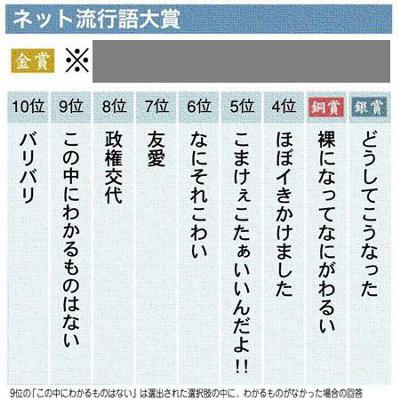 ネット流行語大賞
金賞 ※
10位 9位 8位 7位 6位 5位 4位 銅賞 銀賞
どうしてこうなった
裸になってなにがわるい
ほぼイきかけました
こまけぇこたぁいいんだよ!!
なにそれこわい
友愛
政権交代
この中にわかるものはない
バリバリ
9位の「この中にわかるものはない」は選出された選択肢の中に、わかるものがなかった場合の回答